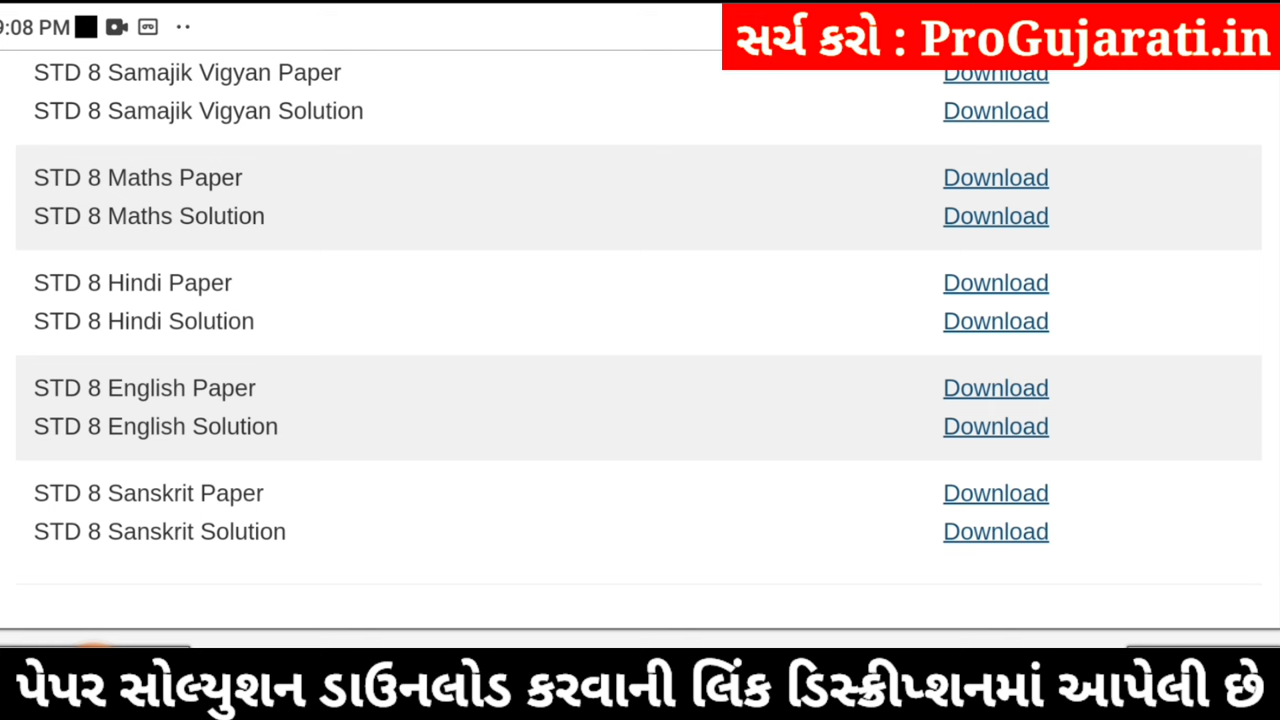 9:08 PM
સર્ચ કરો : ProGujarati.in
STD 8 Samajik Vigyan Paper Download
STD 8 Samajik Vigyan Solution Download
STD 8 Maths Paper Download
STD 8 Maths Solution Download
STD 8 Hindi Paper Download
STD 8 Hindi Solution Download
STD 8 English Paper Download
STD 8 English Solution Download
STD 8 Sanskrit Paper Download
STD 8 Sanskrit Solution Download
પેપર સોલ્યુશન ડાઉનલોડ કરવાની લિંક ડિસ્ક્રીપ્શનમાં આપેલી છે